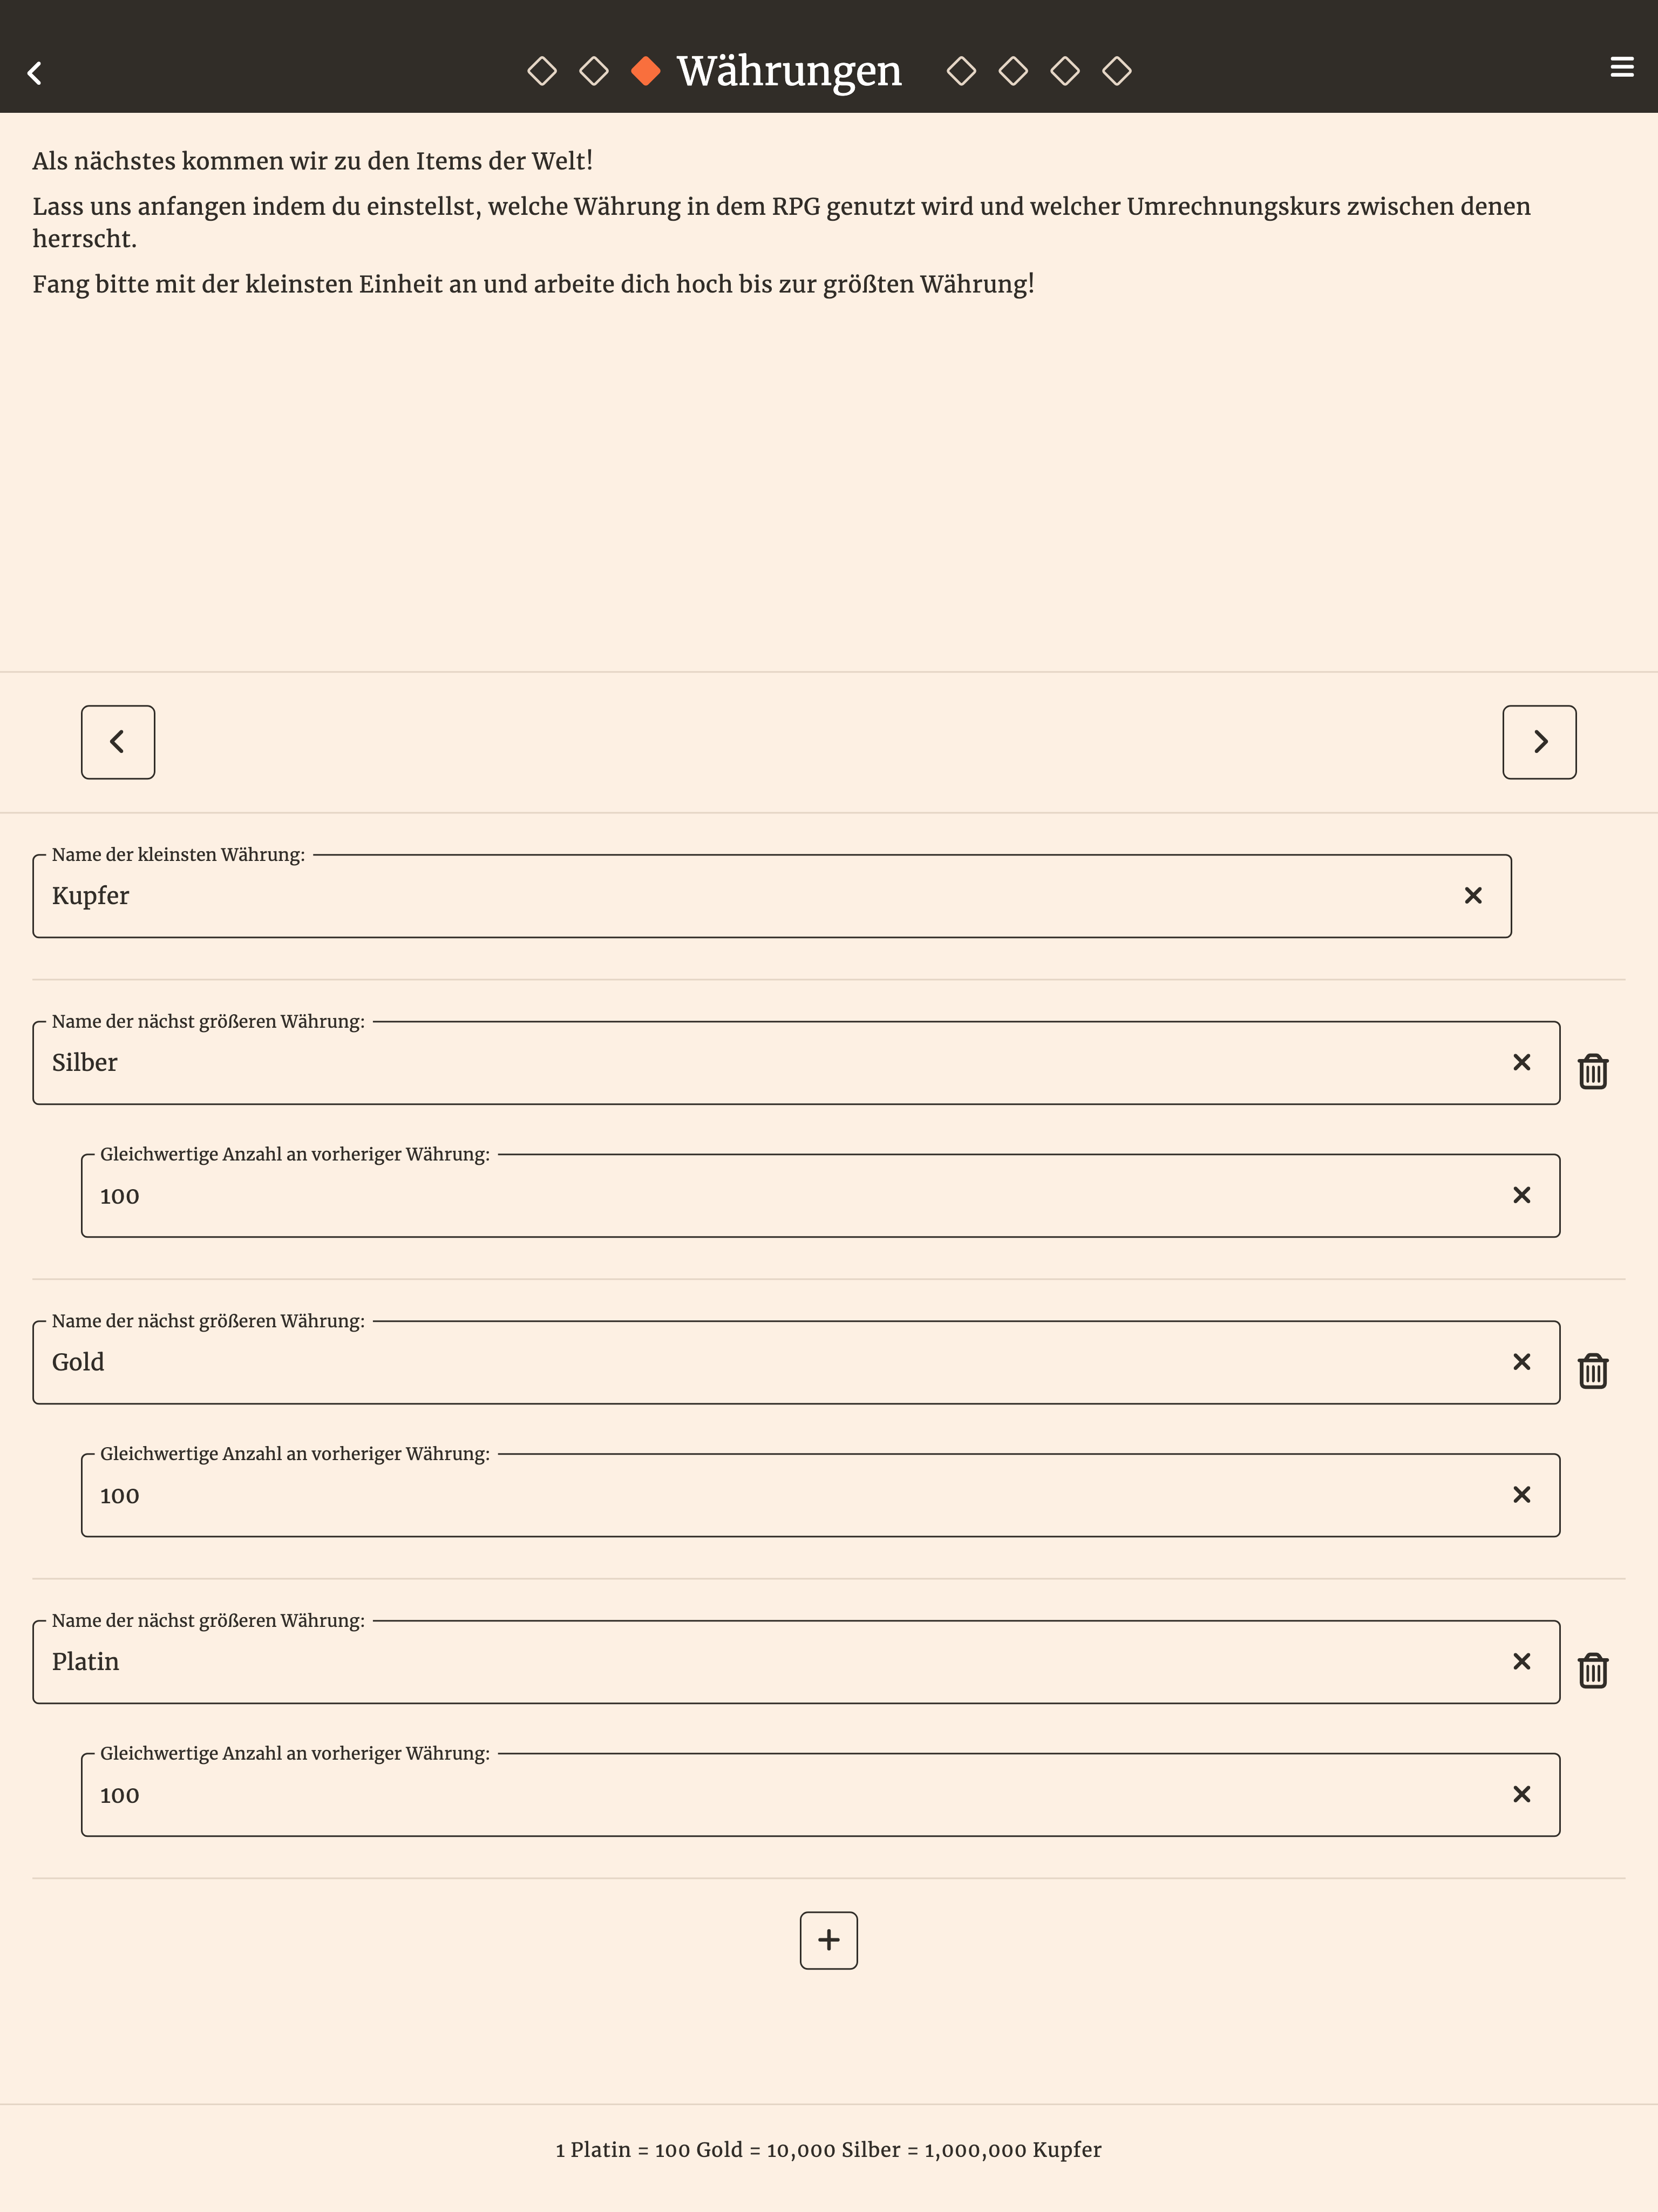 Währungen
Als nächstes kommen wir zu den Items der Welt!
Lass uns anfangen indem du einstellst, welche Währung in dem RPG genutzt wird und welcher Umrechnungskurs zwischen denen
herrscht.
Fang bitte mit der kleinsten Einheit an und arbeite dich hoch bis zur größten Währung!
Name der kleinsten Währung:
Kupfer
Name der nächst größeren Währung:
Silber
Gleichwertige Anzahl an vorheriger Währung:
100
Name der nächst größeren Währung:
Gold
Gleichwertige Anzahl an vorheriger Währung:
100
Name der nächst größeren Währung:
Platin
Gleichwertige Anzahl an vorheriger Währung:
100
1 Platin = 100 Gold = 10,000 Silber = 1,000,000 Kupfer